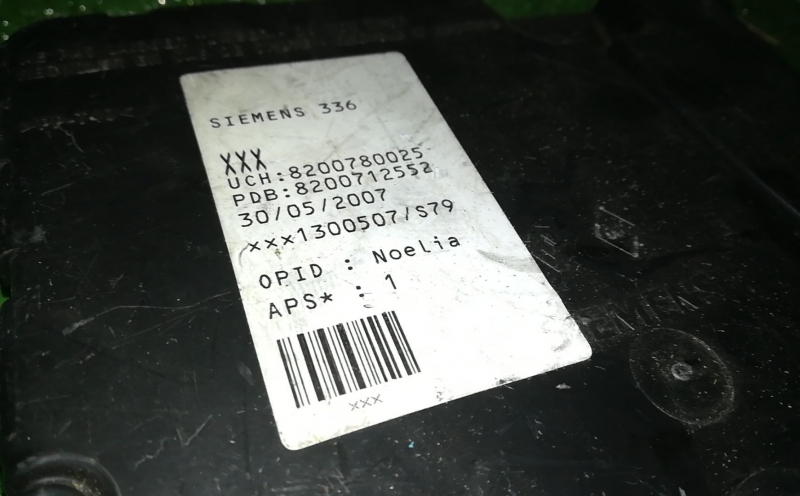 SIEMENS 336
XXX
UCH:8200780025
PDB:8200712552
30/05/2007
xxx1300507/S79
OPID : Noelia
APS* : 1
xxx